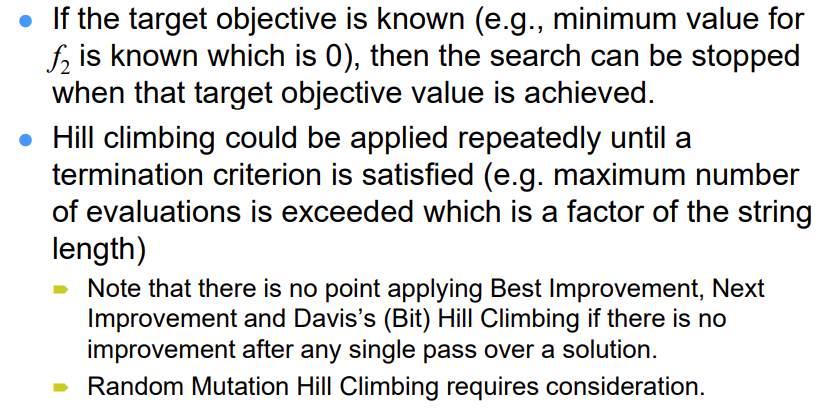 If the target objective is known (e.g., minimum value for
f₂ is known which is 0), then the search can be stopped
when that target objective value is achieved.
Hill climbing could be applied repeatedly until a
termination criterion is satisfied (e.g. maximum number
of evaluations is exceeded which is a factor of the string
length)
Note that there is no point applying Best Improvement, Next
Improvement and Davis's (Bit) Hill Climbing if there is no
improvement after any single pass over a solution.
Random Mutation Hill Climbing requires consideration.